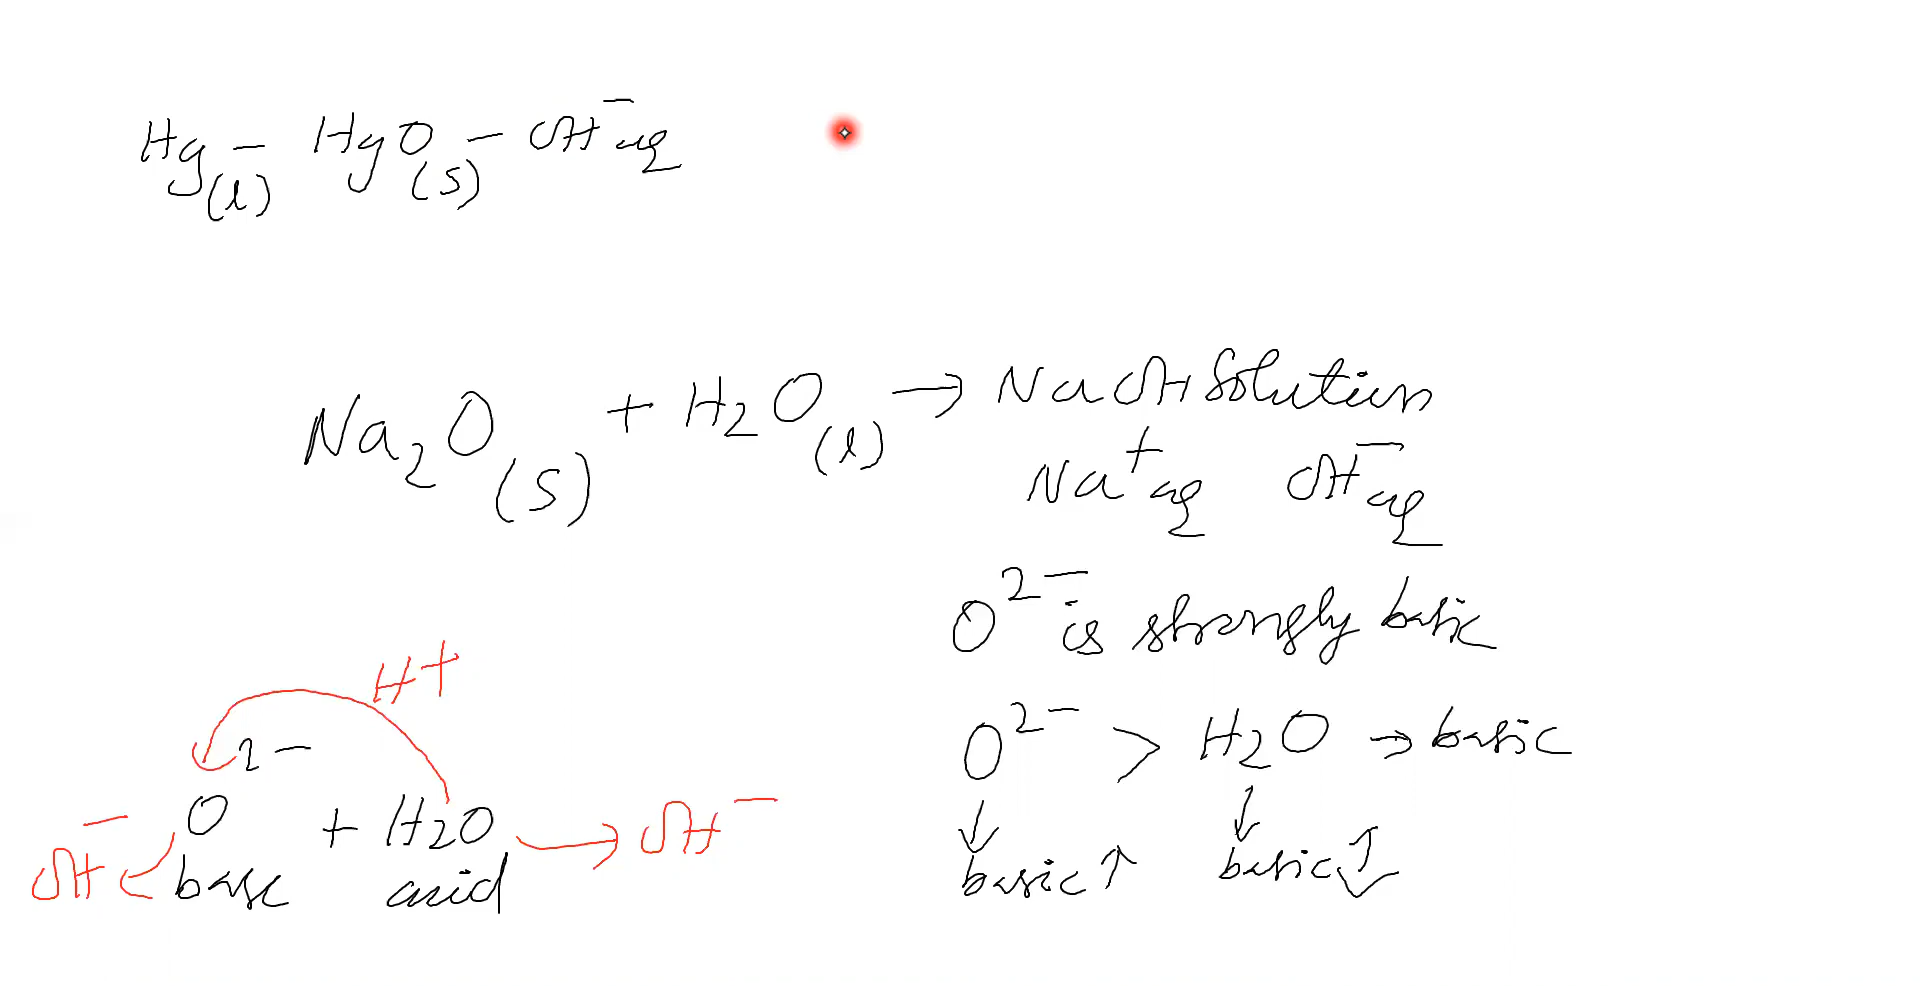 Hg(l) – HgO(s) – OH⁻aq
Na₂O(s) + H₂O(l) → NaOH solution
Na⁺aq OH⁻aq
O²⁻ is strongly basic
H+
O²⁻ > H₂O → basic
O²⁻ + H₂O → OH⁻
↓ ↓
basic ↑ basic ↑↓
OH⁻ ← base acid